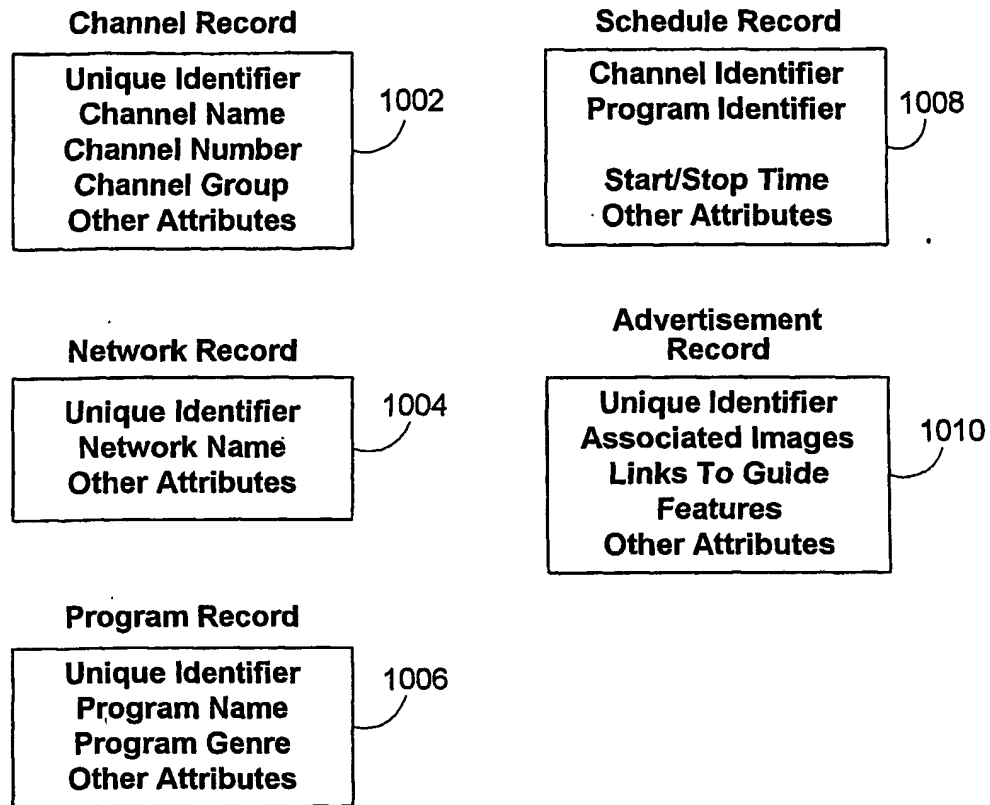 Channel Record
Unique Identifier
Channel Name
Channel Number
Channel Group
Other Attributes
1002
Network Record
Unique Identifier
Network Name
Other Attributes
1004
Program Record
Unique Identifier
Program Name
Program Genre
Other Attributes
1006
Schedule Record
Channel Identifier
Program Identifier
Start/Stop Time
Other Attributes
1008
Advertisement
Record
Unique Identifier
Associated Images
Links To Guide
Features
Other Attributes
1010